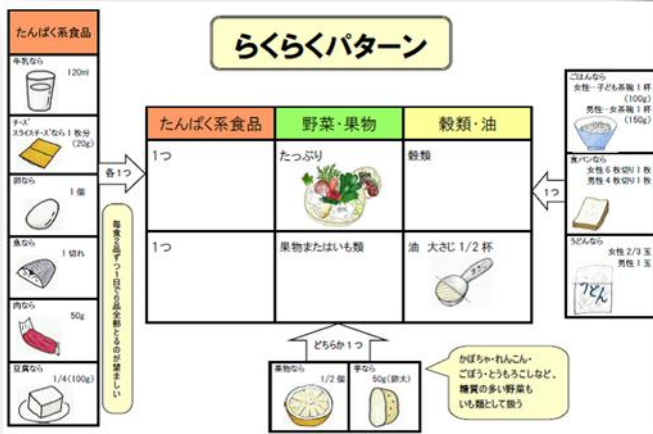 らくらくパターン
たんぱく系食品
牛乳なら
120ml
チーズ
スライスチーズなら1枚分
(20g)
卵なら
1個
魚なら
1切れ
肉なら
50g
豆腐なら
1/4(100g)
各1つ
毎食2品ずつ1日で6品全部とるのが望ましい
たんぱく系食品
野菜・果物
穀類・油
1つ
たっぷり
穀類
1つ
果物またはいも類
油 大さじ1/2杯
どちらか1つ
果物なら
1/2個
芋なら
50g(卵大)
かぼちゃ・れんこん・
ごぼう・とうもろこしなど、
糖質の多い野菜も
いも類として扱う
1つ
ごはんなら
女性‥子ども茶碗1杯
(100g)
男性‥女茶碗1杯
(150g)
食パンなら
女性6枚切り1枚
男性4枚切り1枚
うどんなら
女性2/3玉
男性1玉
うどん